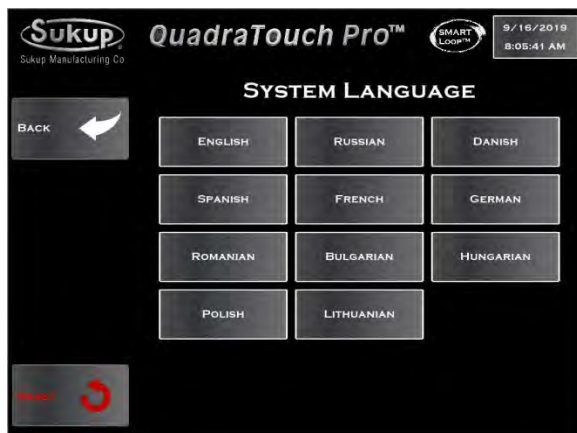 Sukup
Sukup Manufacturing Co
QuadraTouch Pro™
SMART
LOOP™
9/16/2019
8:05:41 AM
SYSTEM LANGUAGE
BACK
ENGLISH
RUSSIAN
DANISH
SPANISH
FRENCH
GERMAN
ROMANIAN
BULGARIAN
HUNGARIAN
POLISH
LITHUANIAN